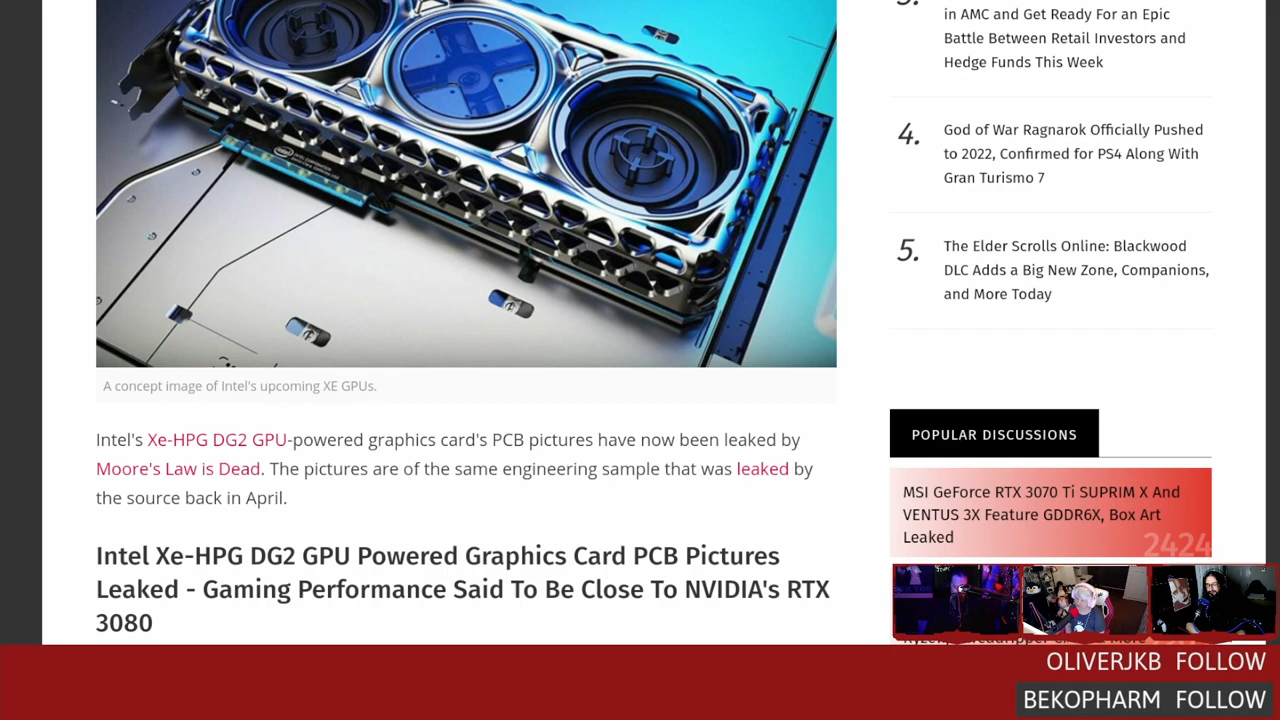 A concept image of Intel's upcoming XE GPUs.
Intel's Xe-HPG DG2 GPU-powered graphics card's PCB pictures have now been leaked by
Moore's Law is Dead. The pictures are of the same engineering sample that was leaked by
the source back in April.
Intel Xe-HPG DG2 GPU Powered Graphics Card PCB Pictures
Leaked - Gaming Performance Said To Be Close To NVIDIA's RTX
3080
in AMC and Get Ready For an Epic
Battle Between Retail Investors and
Hedge Funds This Week
4.
God of War Ragnarok Officially Pushed
to 2022, Confirmed for PS4 Along With
Gran Turismo 7
5.
The Elder Scrolls Online: Blackwood
DLC Adds a Big New Zone, Companions,
and More Today
POPULAR DISCUSSIONS
MSI GeForce RTX 3070 Ti SUPRIM X And
VENTUS 3X Feature GDDR6X, Box Art
Leaked
2424
OLIVERJKB FOLLOW
BEKOPHARM FOLLOW